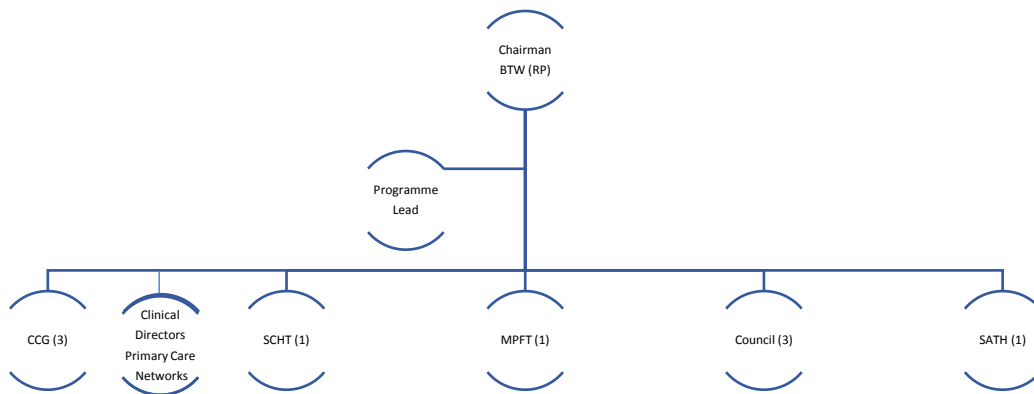 Chairman
BTW (RP)
Programme
Lead
CCG (3)
Clinical
Directors
Primary Care
Networks
SCHT (1)
MPFT (1)
Council (3)
SATH (1)